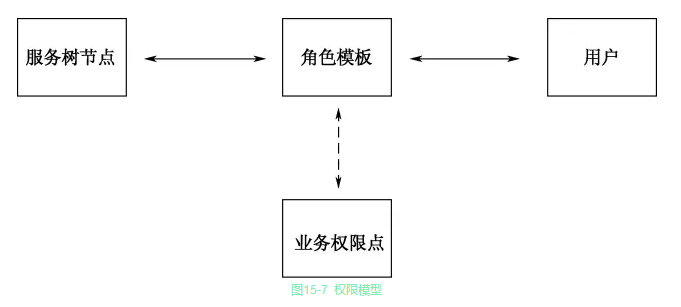 服务树节点
角色模板
用户
业务权限点
图15-7 权限模型